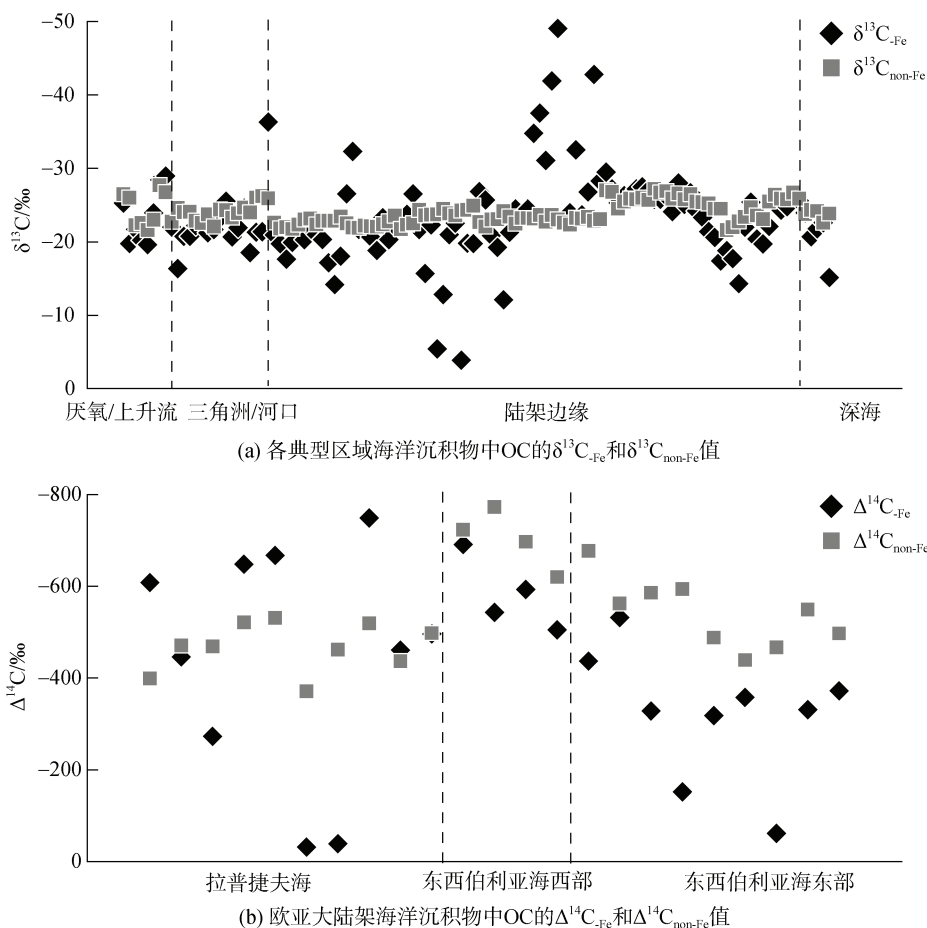 −50
−40
−30
−20
−10
0
δ¹³C/‰
δ¹³C-Fe
δ¹³Cnon-Fe
厌氧/上升流 三角洲/河口 陆架边缘 深海
(a) 各典型区域海洋沉积物中OC的δ¹³C-Fe和δ¹³Cnon-Fe值
−800
−600
−400
−200
0
Δ¹⁴C/‰
Δ¹⁴C-Fe
Δ¹⁴Cnon-Fe
拉普捷夫海 东西伯利亚海西部 东西伯利亚海东部
(b) 欧亚大陆架海洋沉积物中OC的Δ¹⁴C-Fe和Δ¹⁴Cnon-Fe值